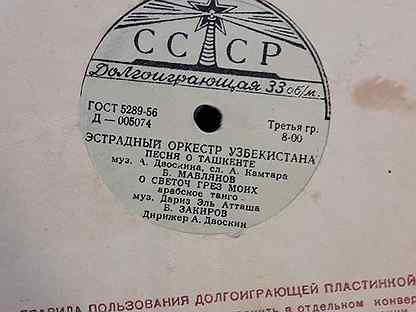 СССР
Долгоиграющая 33 об/м.
ГОСТ 5289-56
Д—005074
Третья гр.
8-00
ЭСТРАДНЫЙ ОРКЕСТР УЗБЕКИСТАНА
ПЕСНЯ О ТАШКЕНТЕ
муз. А. Двоскина, сл. А. Камтара
Б. МАВЛЯНОВ
О СВЕТОЧ ГРЕЗ МОИХ
арабское танго
муз. Дариз Эль Атташа
Б. ЗАКИРОВ
Дирижер А. Двоскин
ПРАВИЛА ПОЛЬЗОВАНИЯ ДОЛГОИГРАЮЩЕЙ ПЛАСТИНКОЙ
в отдельном